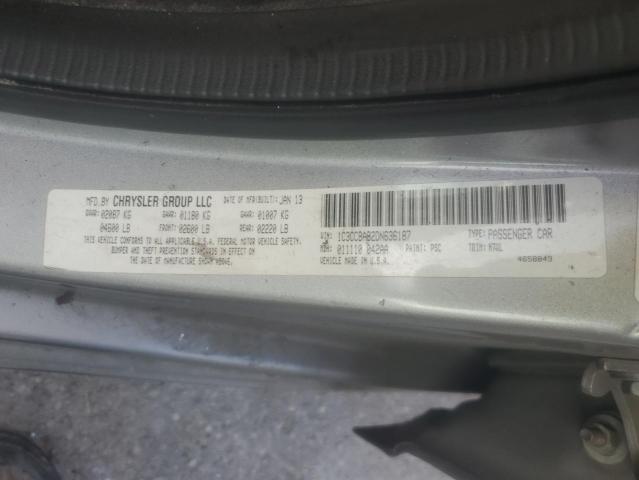 MFD.BY CHRYSLER GROUP LLC DATE OF MFR(BUILT): JAN 13
GVWR: 02087 KG GAWR: 01180 KG GAWR: 01007 KG
04600 LB FRONT: 02600 LB REAR: 02220 LB
THIS VEHICLE CONFORMS TO ALL APPLICABLE U.S.A. FEDERAL MOTOR VEHICLE SAFETY,
BUMPER AND THEFT PREVENTION STANDARDS IN EFFECT ON
THE DATE OF MANUFACTURE SHOWN ABOVE.
1C3CCBAB2DN636187 TYPE: PASSENGER CAR
MDH: 011110 042AA PAINT: PSC TRIM:
VEHICLE MADE IN U.S.A. 4658849